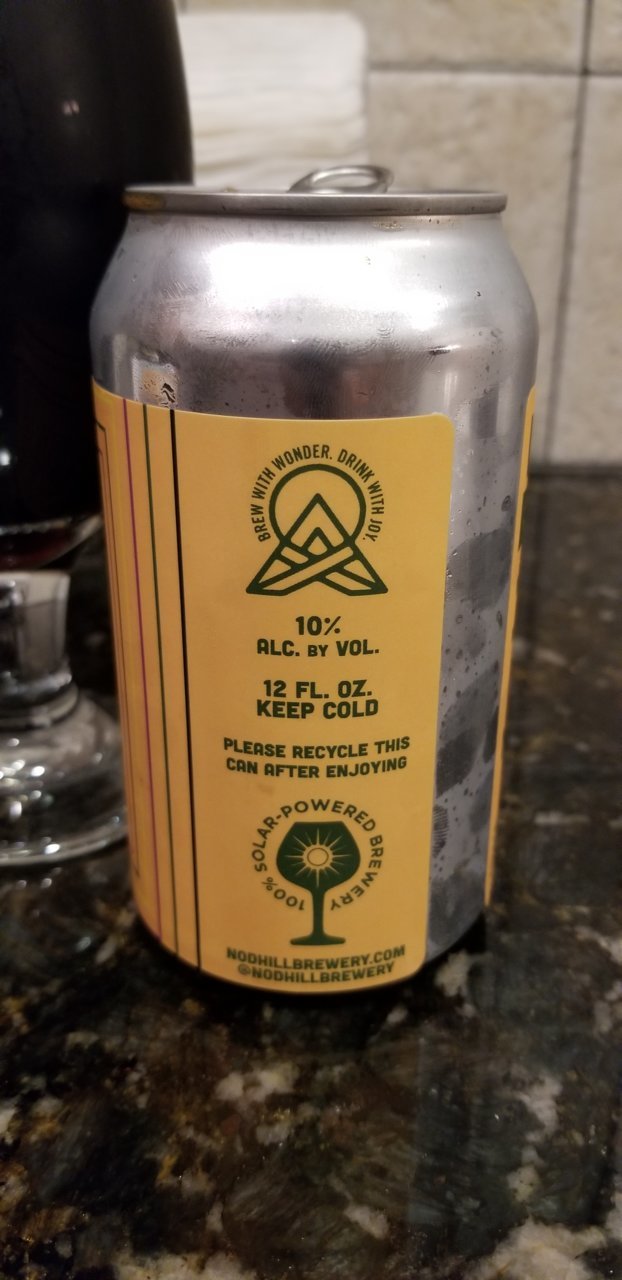 BREW WITH WONDER. DRINK WITH JOY.
10%
ALC. BY VOL.
12 FL. OZ.
KEEP COLD
PLEASE RECYCLE THIS
CAN AFTER ENJOYING
100% SOLAR-POWERED BREWERY
NODHILLBREWERY.COM
@NODHILLBREWERY